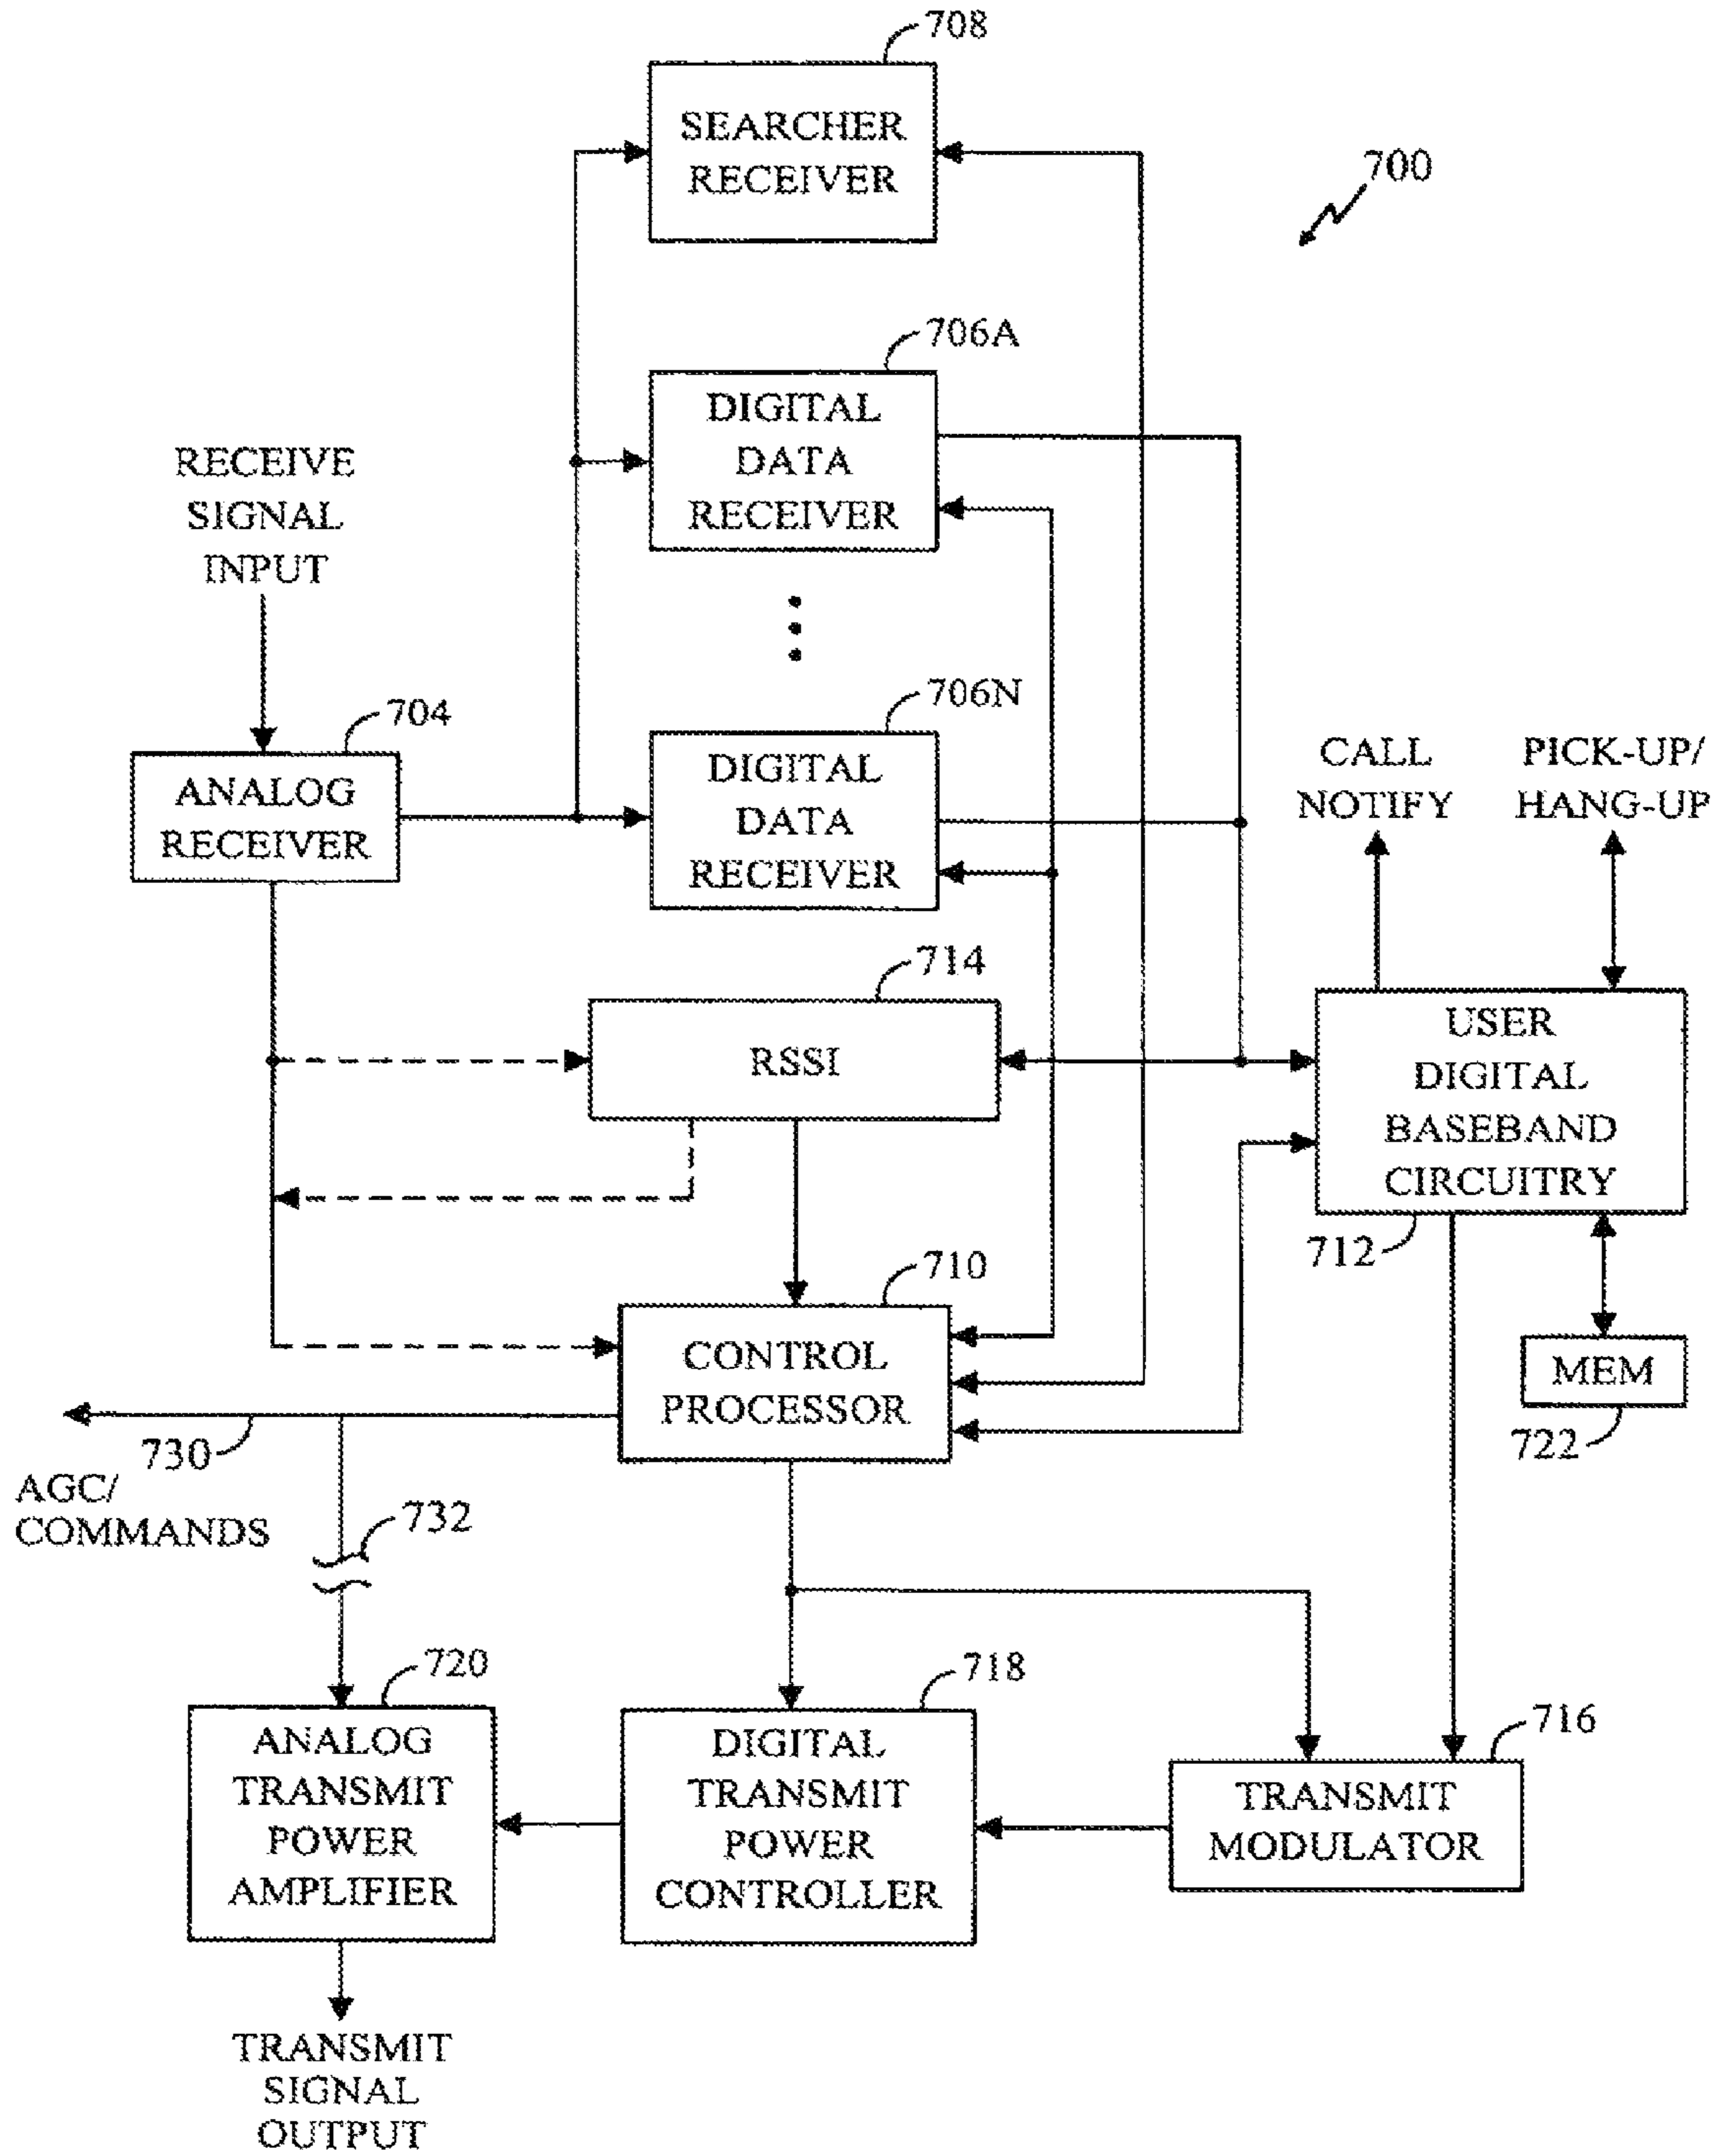 708
SEARCHER
RECEIVER
700
706A
DIGITAL
DATA
RECEIVER
RECEIVE
SIGNAL
INPUT
706N
DIGITAL
DATA
RECEIVER
704
ANALOG
RECEIVER
CALL
NOTIFY
PICK-UP/
HANG-UP
714
RSSI
USER
DIGITAL
BASEBAND
CIRCUITRY
712
710
CONTROL
PROCESSOR
MEM
722
730
AGC/
COMMANDS
732
720
ANALOG
TRANSMIT
POWER
AMPLIFIER
718
DIGITAL
TRANSMIT
POWER
CONTROLLER
716
TRANSMIT
MODULATOR
TRANSMIT
SIGNAL
OUTPUT